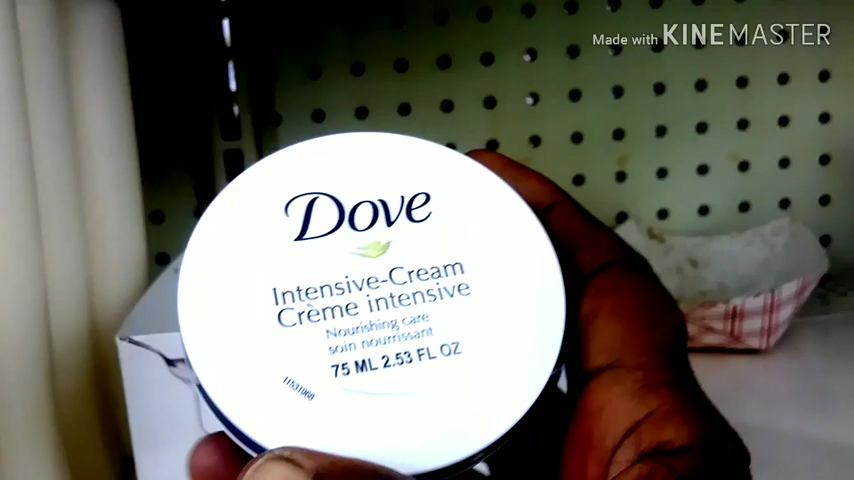 Made with KINEMASTER
Dove
Intensive-Cream
Crème intensive
Nourishing care
soin nourrissant
75 ML 2.53 FL OZ